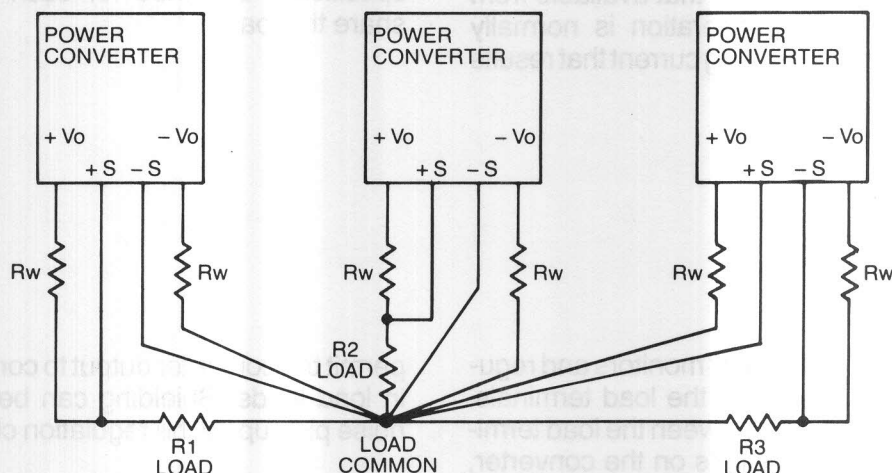 POWER
CONVERTER
+ Vo
– Vo
+ S
– S
Rw
Rw
R1
LOAD
POWER
CONVERTER
+ Vo
– Vo
+ S
– S
Rw
Rw
R2
LOAD
LOAD
COMMON
POWER
CONVERTER
+ Vo
– Vo
+ S
– S
Rw
Rw
R3
LOAD